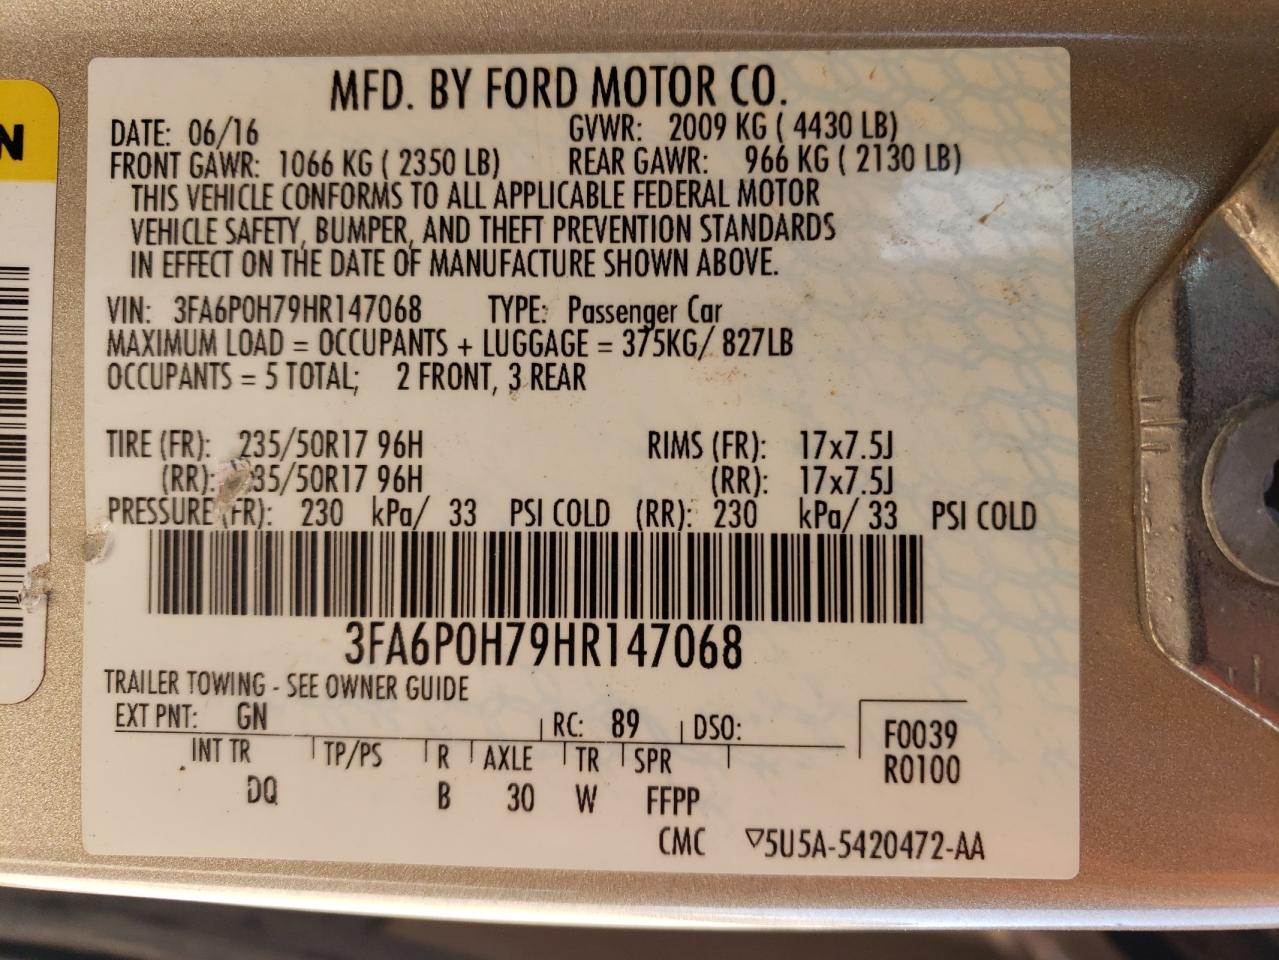 N
MFD. BY FORD MOTOR CO.
DATE: 06/16 GVWR: 2009 KG ( 4430 LB)
FRONT GAWR: 1066 KG ( 2350 LB) REAR GAWR: 966 KG ( 2130 LB)
THIS VEHICLE CONFORMS TO ALL APPLICABLE FEDERAL MOTOR
VEHICLE SAFETY, BUMPER, AND THEFT PREVENTION STANDARDS
IN EFFECT ON THE DATE OF MANUFACTURE SHOWN ABOVE.
VIN: 3FA6P0H79HR147068 TYPE: Passenger Car
MAXIMUM LOAD = OCCUPANTS + LUGGAGE = 375KG/ 827LB
OCCUPANTS = 5 TOTAL; 2 FRONT, 3 REAR
TIRE (FR): 235/50R17 96H RIMS (FR): 17x7.5J
(RR): 235/50R17 96H (RR): 17x7.5J
PRESSURE (FR): 230 kPa/ 33 PSI COLD (RR): 230 kPa/ 33 PSI COLD
3FA6P0H79HR147068
TRAILER TOWING - SEE OWNER GUIDE
EXT PNT: GN RC: 89 DSO:
INT TR TP/PS R AXLE TR SPR
DQ B 30 W FFPP
F0039
R0100
CMC ▽5U5A-5420472-AA